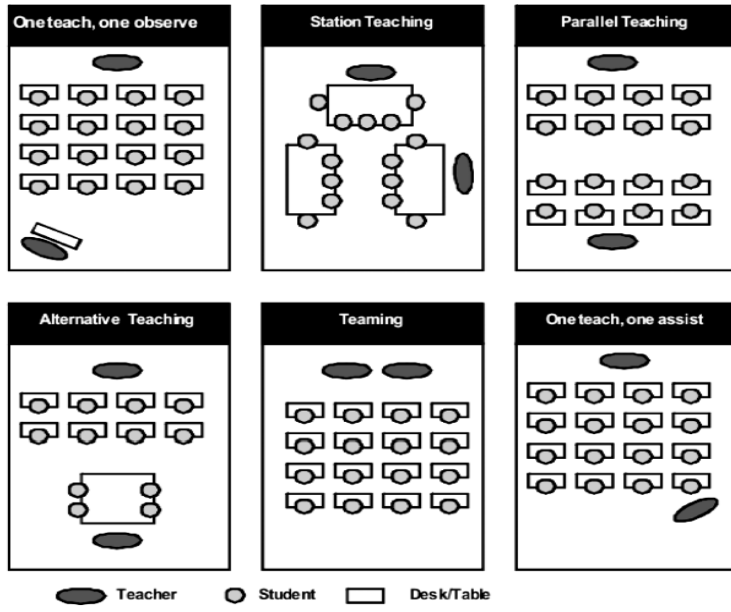 One teach, one observe
Station Teaching
Parallel Teaching
Alternative Teaching
Teaming
One teach, one assist
Teacher
Student
Desk/Table